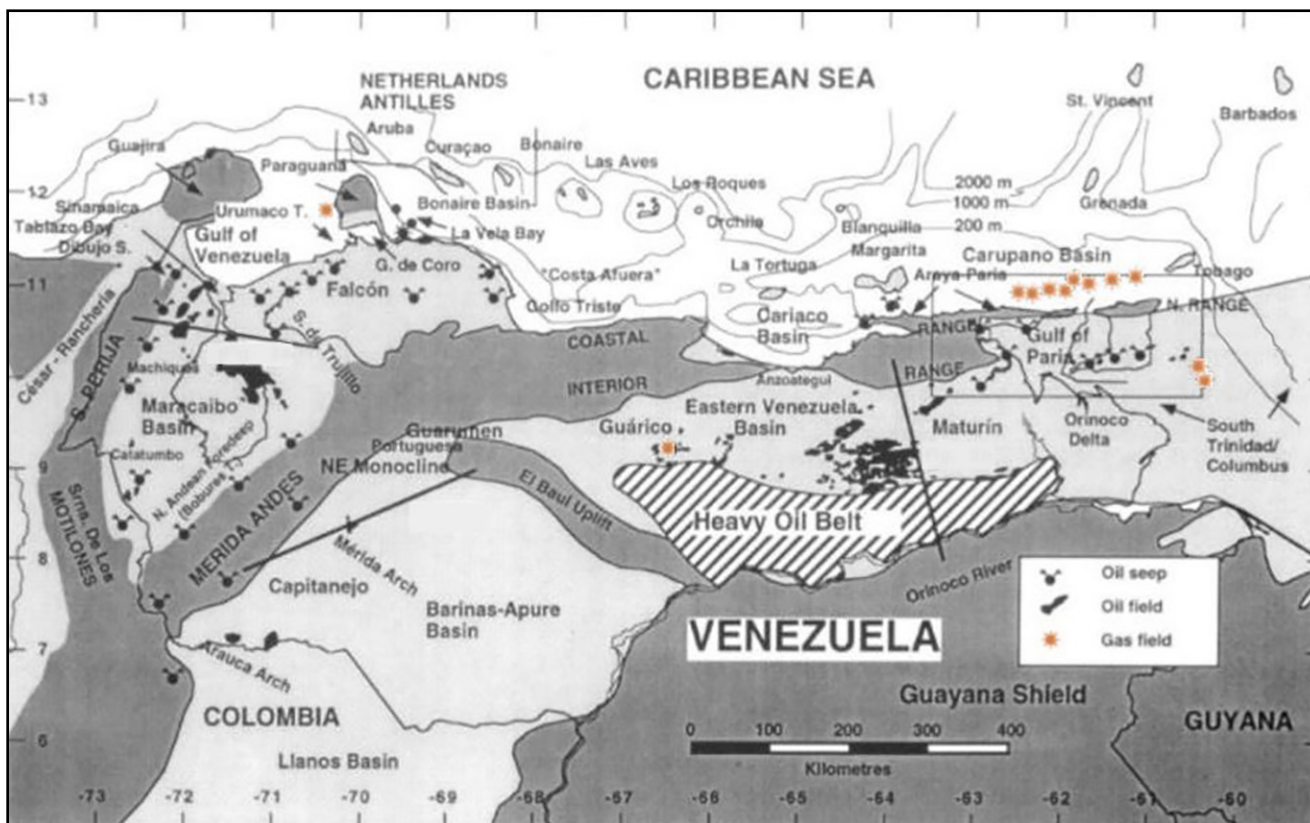 NETHERLANDS
ANTILLES
CARIBBEAN SEA
13
St. Vincent
Barbados
Aruba
Guajira
Curaçao
Bonaire
Paraguana
Las Aves
Los Roques
2000 m
1000 m
12
Sinamaica
Urumaco T.
Bonaire Basin
Orchila
Blanquilla
200 m
Grenada
Tablazo Bay
Dibujo S.
Gulf of
Venezuela
La Vela Bay
Margarita
Carupano Basin
G. de Coro
"Costa Afuera"
La Tortuga
Araya Paria
Tobago
11
Falcón
Golfo Triste
Cariaco
Basin
N. RANGE
César - Ranchería
S. PERIJA
S. de Trujillo
COASTAL
RANGE
Gulf of
Paria
INTERIOR
RANGE
Machiques
Anzoategui
Maracaibo
Basin
Guarumen
Guárico
Eastern Venezuela
Basin
Maturín
Orinoco
Delta
South
Trinidad/
Columbus
Catatumbo
N. Andean Foredeep
(Bobures T.)
Portuguesa
NE Monocline
9
El Baul Uplift
Srna. De Los
MOTILONES
MERIDA ANDES
Heavy Oil Belt
8
Mérida Arch
Capitanejo
Orinoco River
Oil seep
Oil field
Gas field
Barinas-Apure
Basin
VENEZUELA
7
Arauca Arch
Guayana Shield
COLOMBIA
GUYANA
0 100 200 300 400
Kilometres
6
Llanos Basin
-73 -72 -71 -70 -69 -68 -67 -66 -65 -64 -63 -62 -61 -60